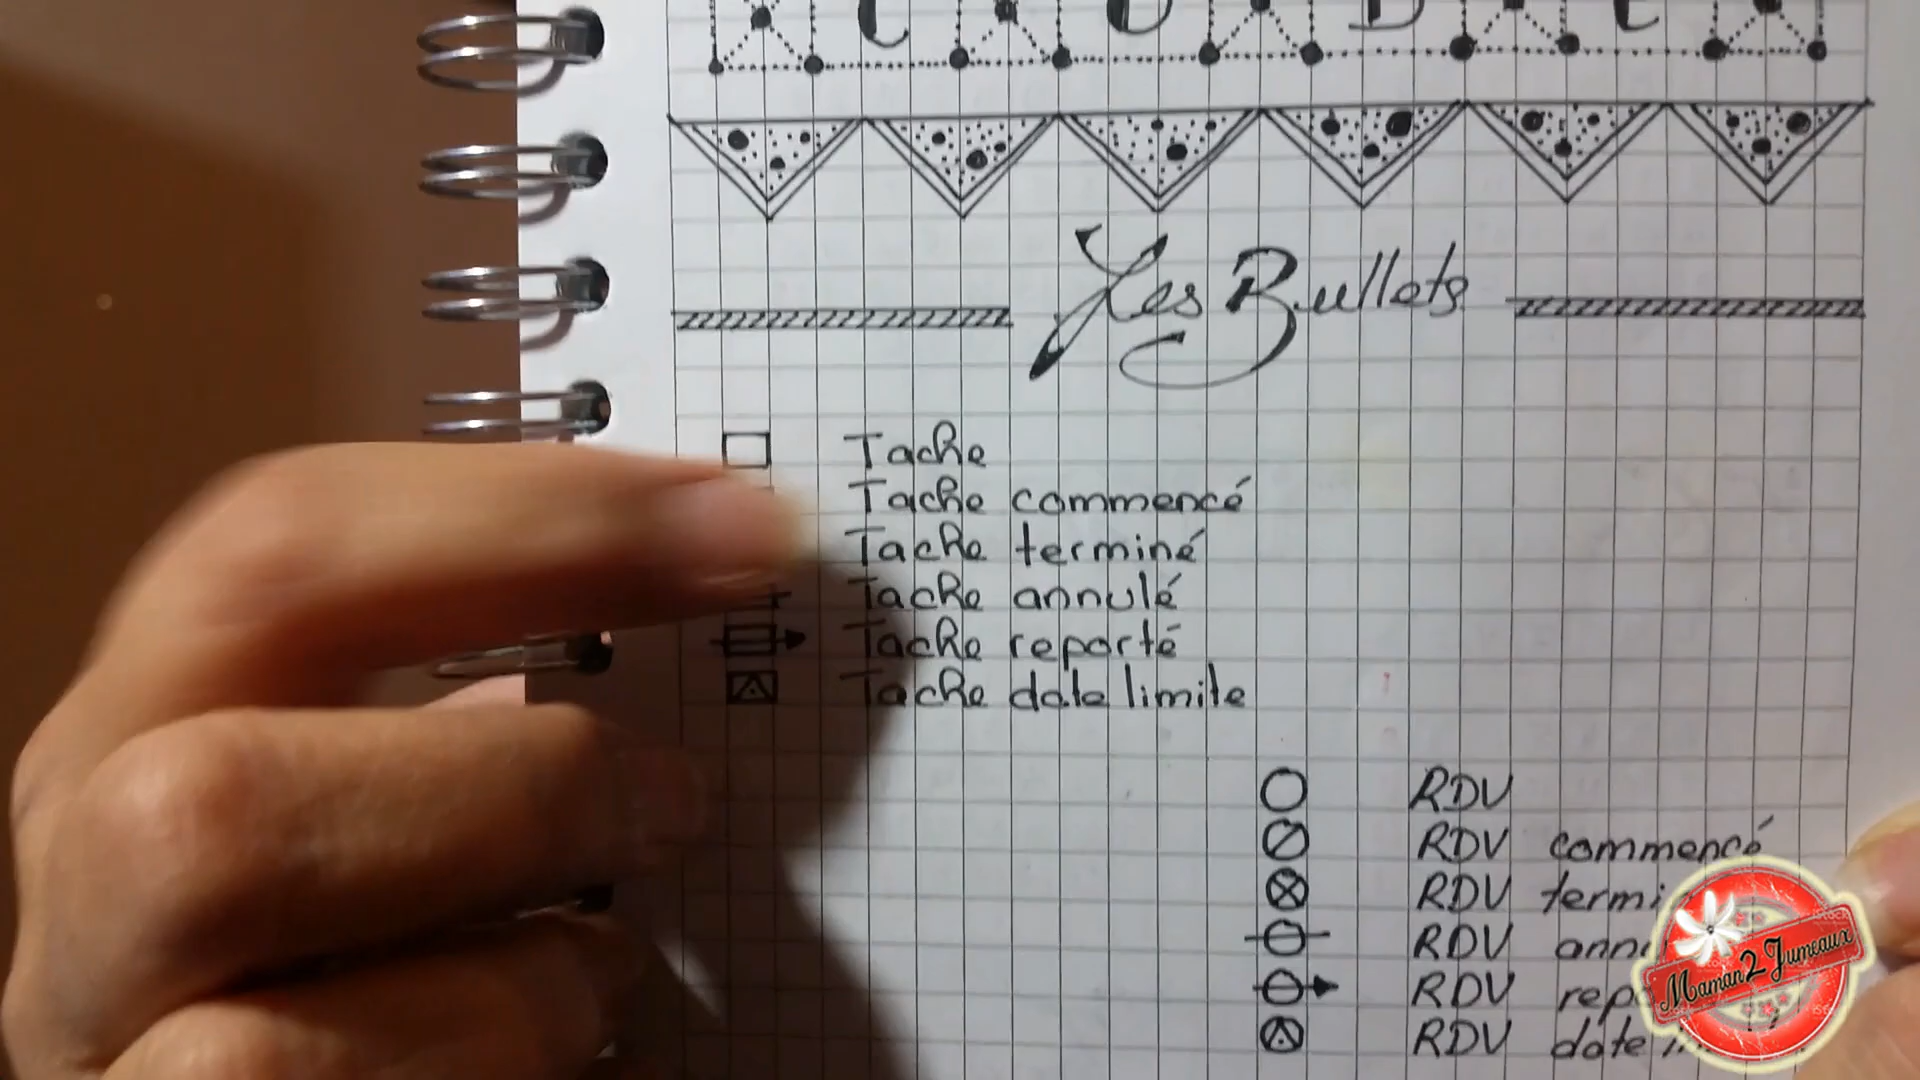 Les Bullets
Tache
Tache commencé
Tache terminé
Tache annulé
Tache reporté
Tache date limite
RDV
RDV commencé
RDV
RDV
RDV
RDV date
Maman2Jumeaux